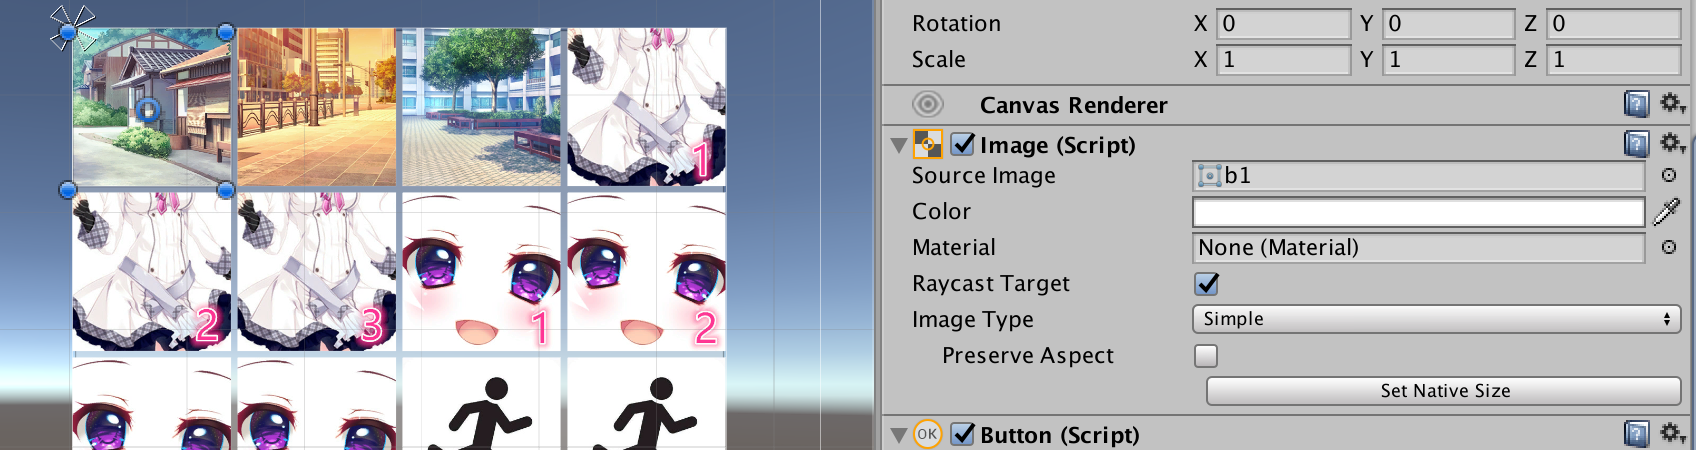 Rotation X 0 Y 0 Z 0
Scale X 1 Y 1 Z 1
Canvas Renderer
Image (Script)
Source Image b1
Color
Material None (Material)
Raycast Target
Image Type Simple
Preserve Aspect
Set Native Size
OK Button (Script)
1
2 3 1 2